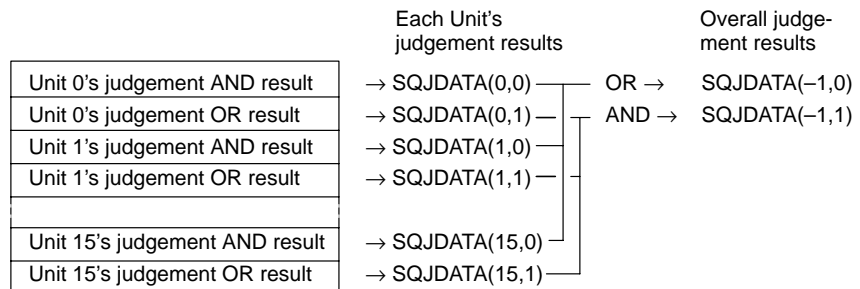 Each Unit's Overall judge-
judgement results ment results
Unit 0's judgement AND result → SQJDATA(0,0) OR → SQJDATA(–1,0)
Unit 0's judgement OR result → SQJDATA(0,1) AND → SQJDATA(–1,1)
Unit 1's judgement AND result → SQJDATA(1,0)
Unit 1's judgement OR result → SQJDATA(1,1)
Unit 15's judgement AND result → SQJDATA(15,0)
Unit 15's judgement OR result → SQJDATA(15,1)